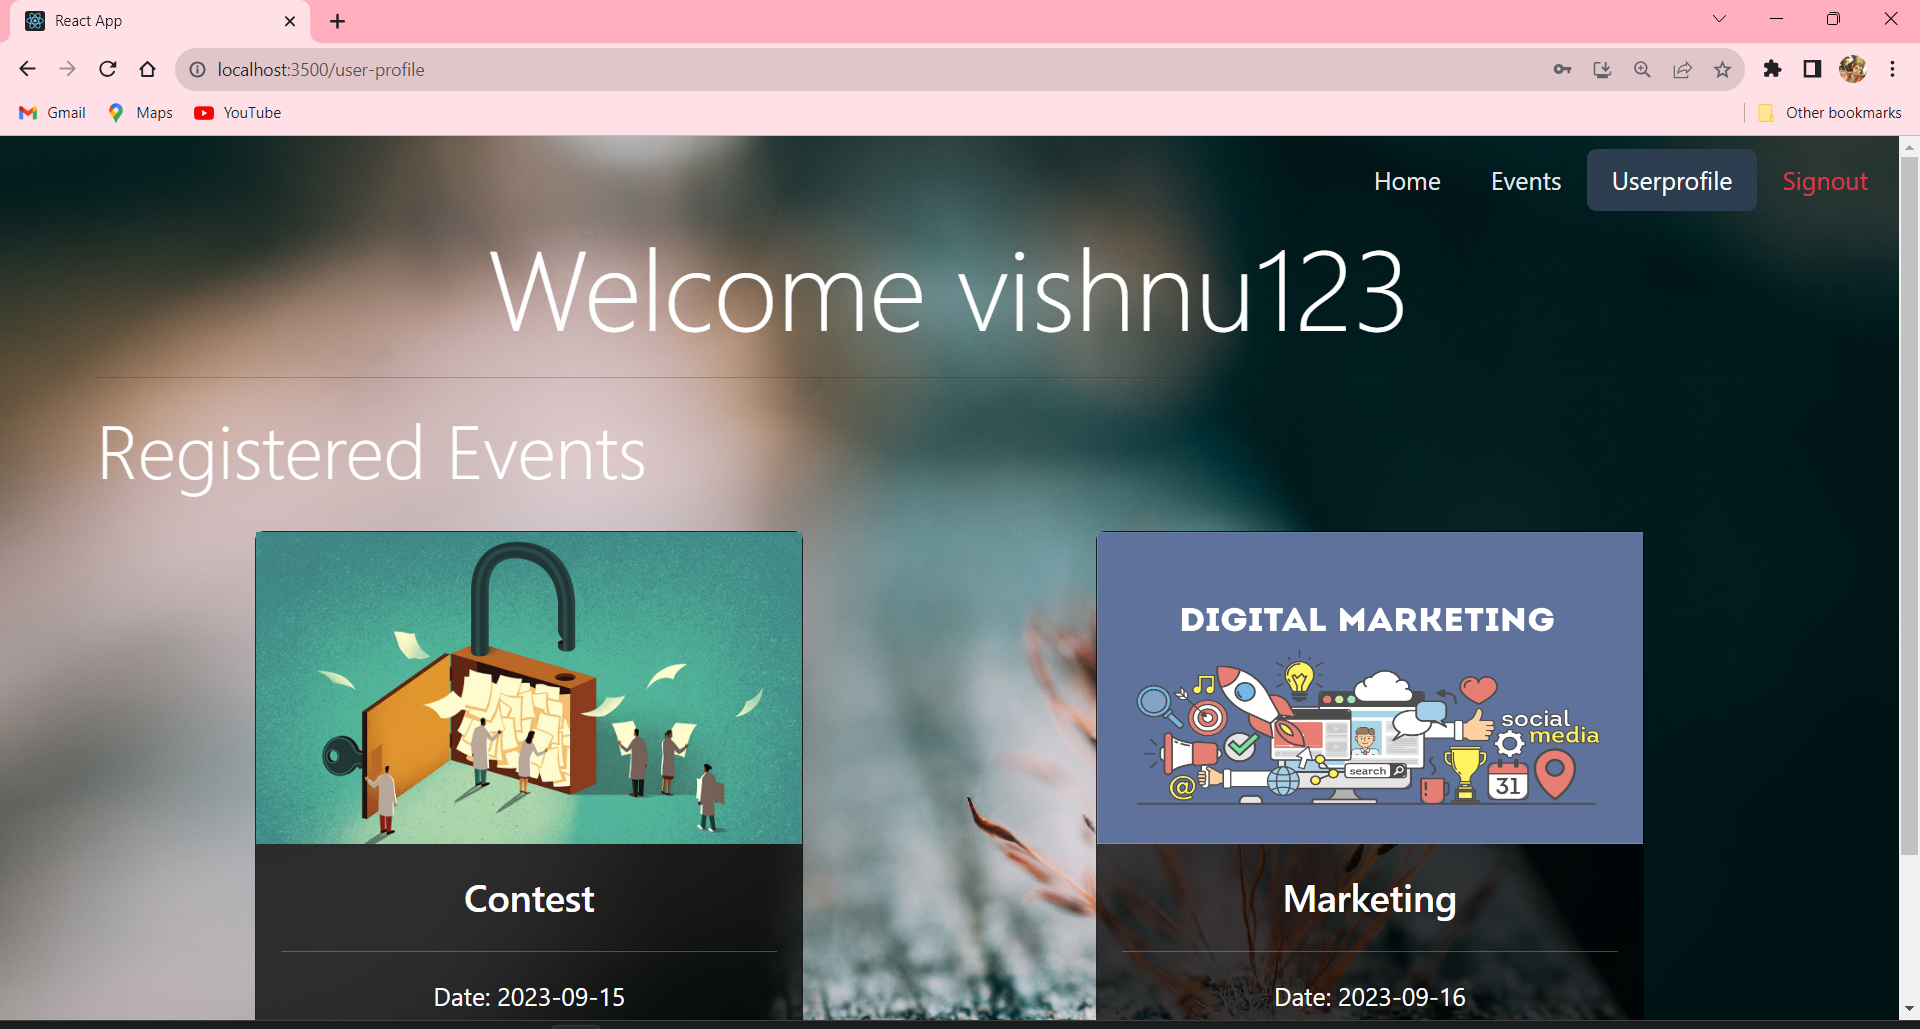 React App
localhost:3500/user-profile
Gmail
Maps
YouTube
Other bookmarks
Home
Events
Userprofile
Signout
Welcome vishnu123
Registered Events
DIGITAL MARKETING
social
media
search
@
31
Contest
Marketing
Date: 2023-09-15
Date: 2023-09-16